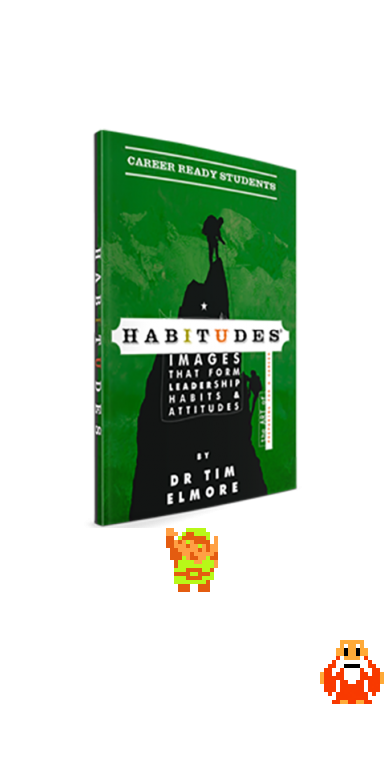 CAREER READY STUDENTS
HABITUDES
HABITUDES
IMAGES
THAT FORM
LEADERSHIP
HABITS &
ATTITUDES
the ART of
BY
DR TIM
ELMORE